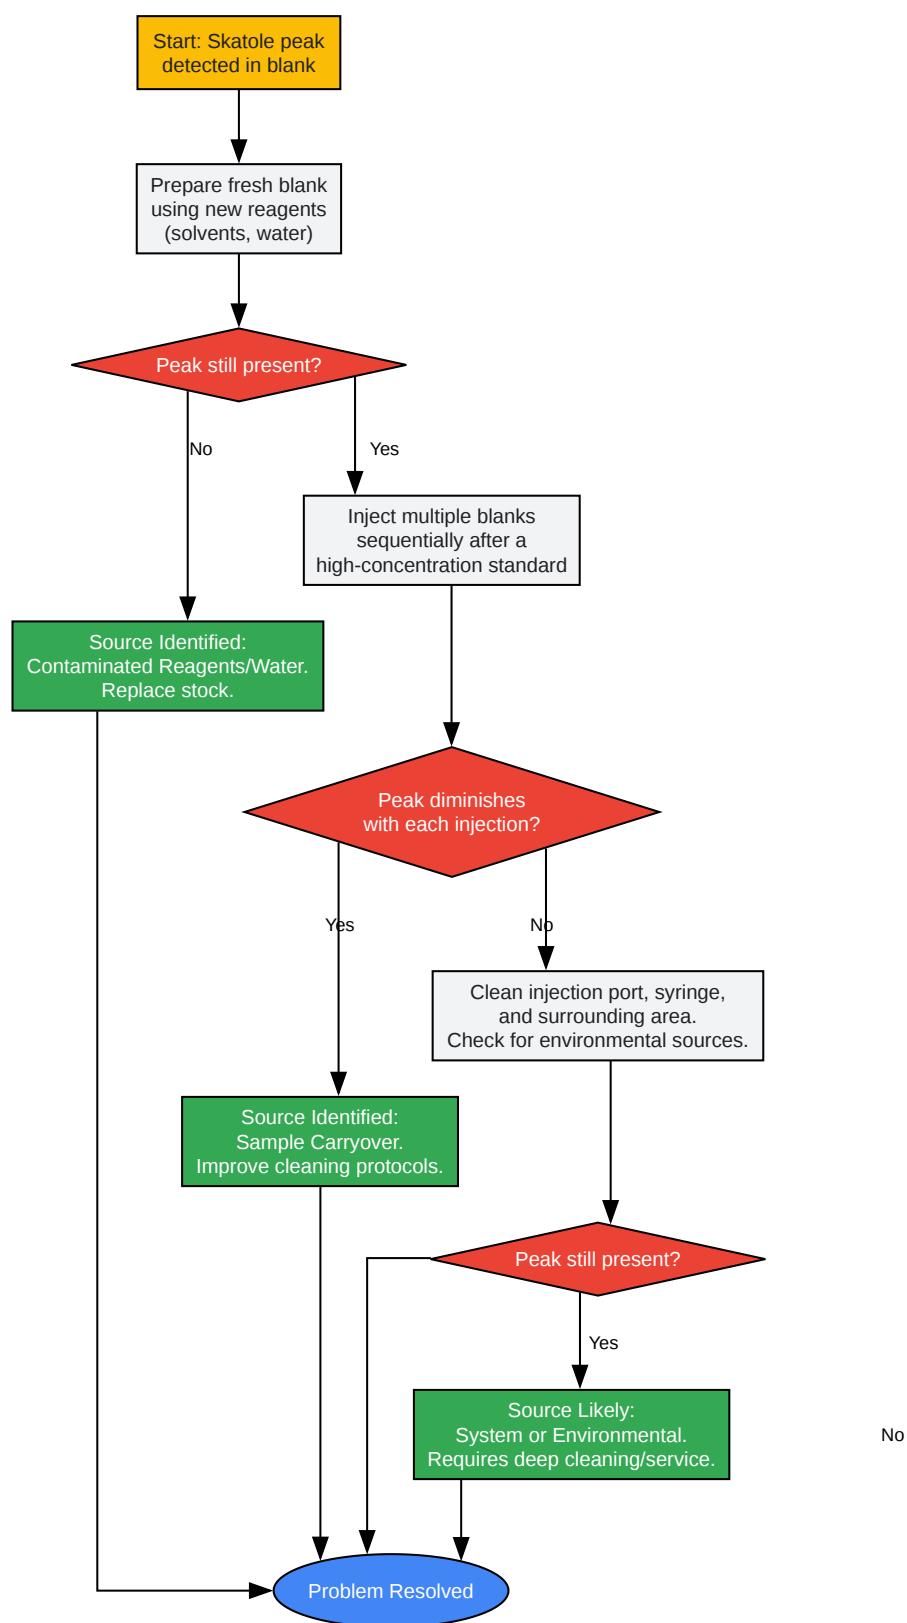 Start: Skatole peak
detected in blank
Prepare fresh blank
using new reagents
(solvents, water)
Peak still present?
No
Yes
Inject multiple blanks
sequentially after a
high-concentration standard
Source Identified:
Contaminated Reagents/Water.
Replace stock.
Peak diminishes
with each injection?
Yes
No
Clean injection port, syringe,
and surrounding area.
Check for environmental sources.
Source Identified:
Sample Carryover.
Improve cleaning protocols.
Peak still present?
Yes
Source Likely:
System or Environmental.
Requires deep cleaning/service.
No
Problem Resolved